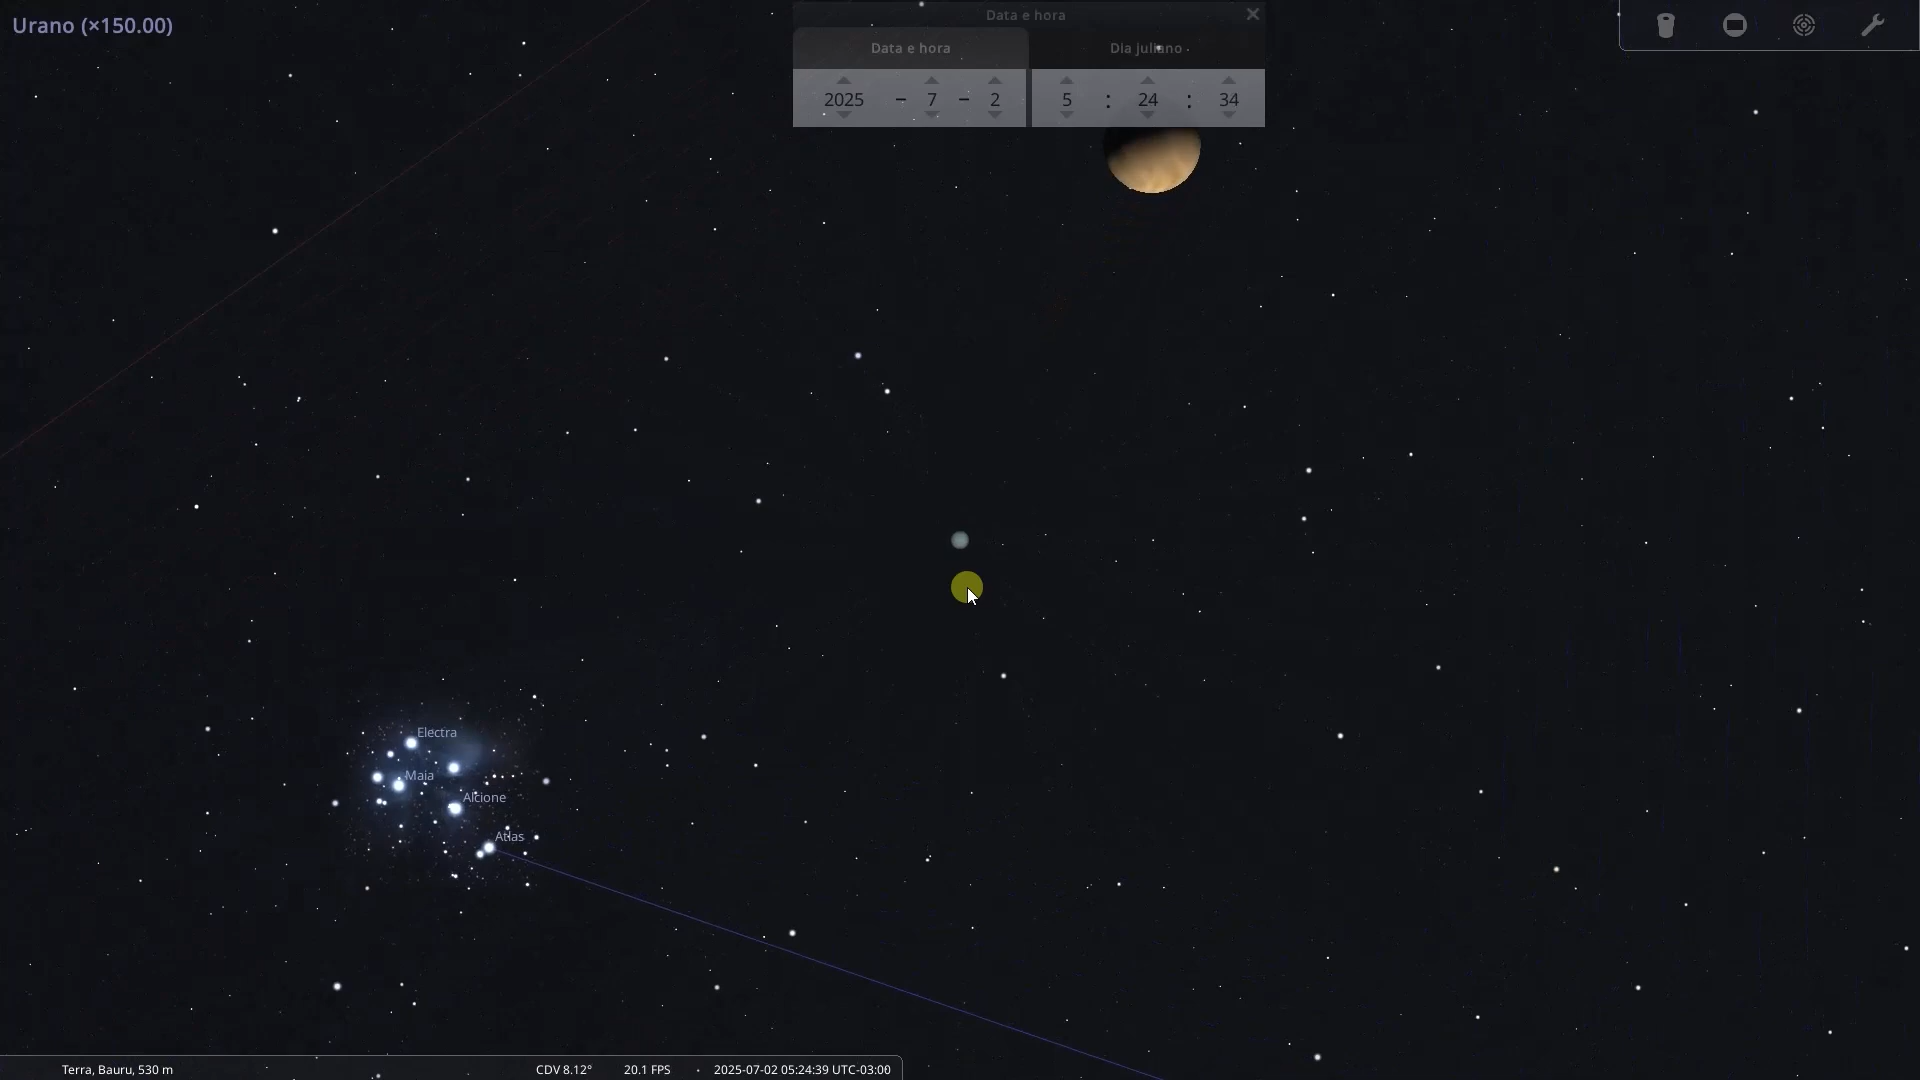 Urano (×150.00)
Data e hora
Data e hora
Dia juliano
2025 - 7 - 2
5 : 24 : 34
Electra
Maia
Alcione
Atlas
Terra, Bauru, 530 m
CDV 8.12°
20.1 FPS
2025-07-02 05:24:39 UTC-03:00